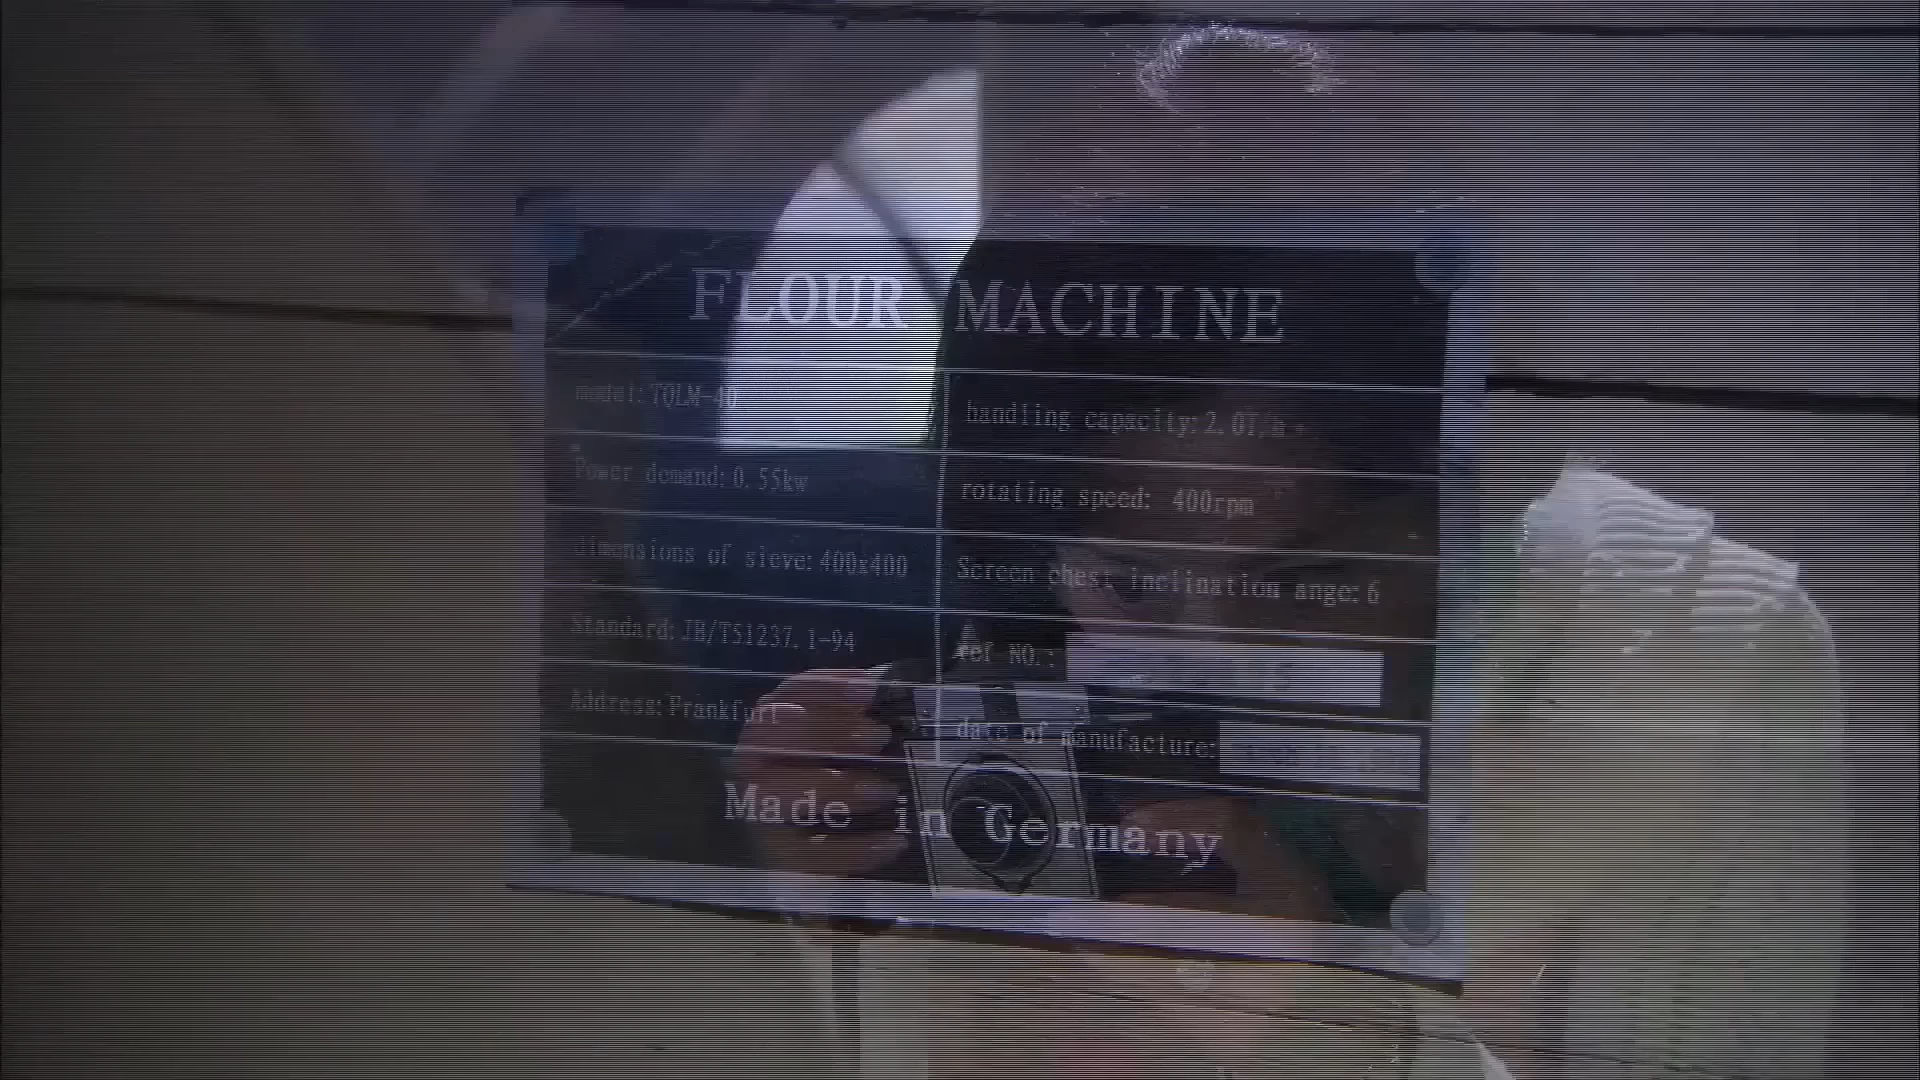 FLOUR MACHINE
model: TQLM-40
handling capacity: 2.0T/h
Power demand: 0.55kw
rotating speed: 400rpm
dimensions of sieve: 400x400
Screen chest inclination ange: 6
Standard: JB/T51237.1-94
ref NO.:
Address: Prankfurt
date of manufacture:
Made in Germany